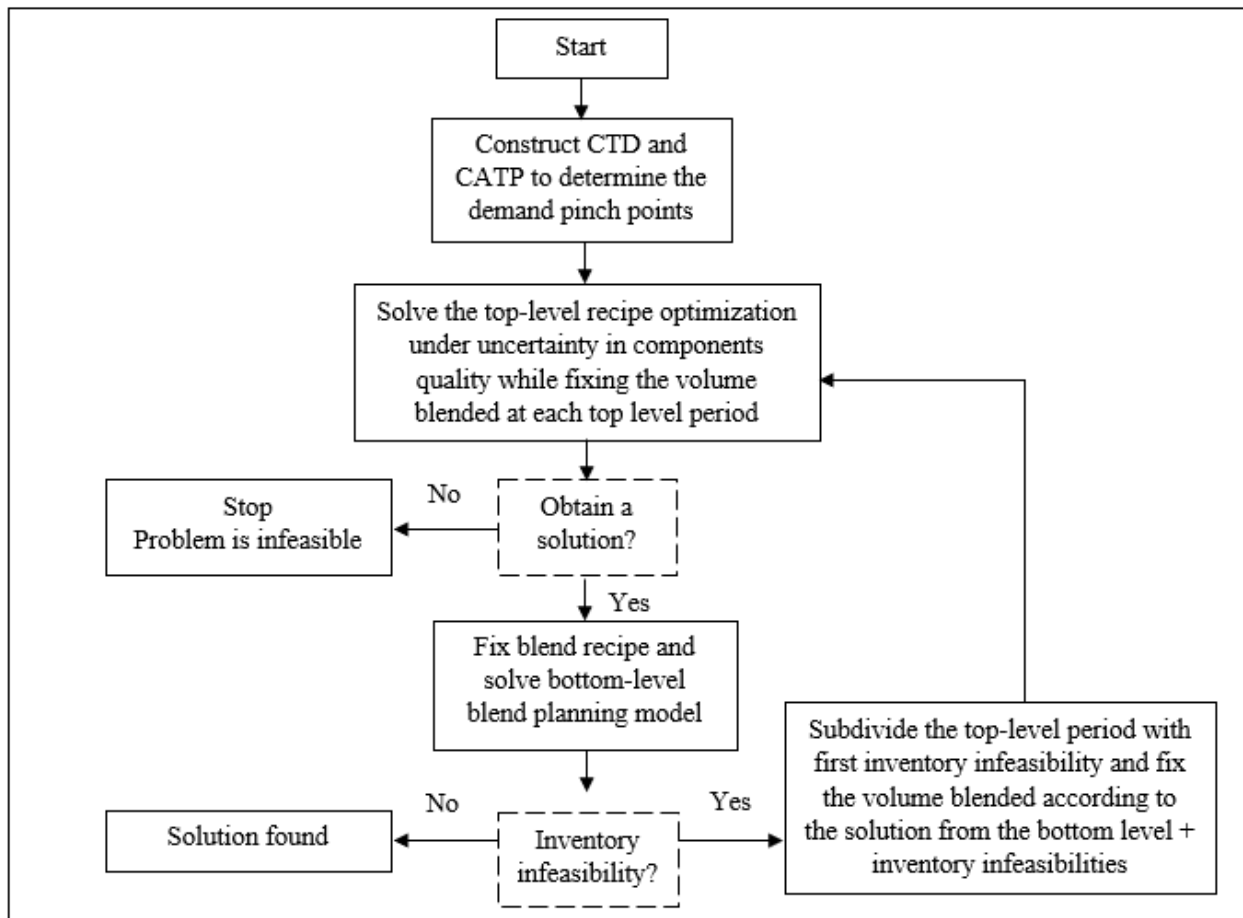 Start
Construct CTD and
CATP to determine the
demand pinch points
Solve the top-level recipe optimization
under uncertainty in components
quality while fixing the volume
blended at each top level period
No
Stop
Problem is infeasible
Obtain a
solution?
Yes
Fix blend recipe and
solve bottom-level
blend planning model
Subdivide the top-level period with
first inventory infeasibility and fix
the volume blended according to
the solution from the bottom level +
inventory infeasibilities
No
Yes
Solution found
Inventory
infeasibility?